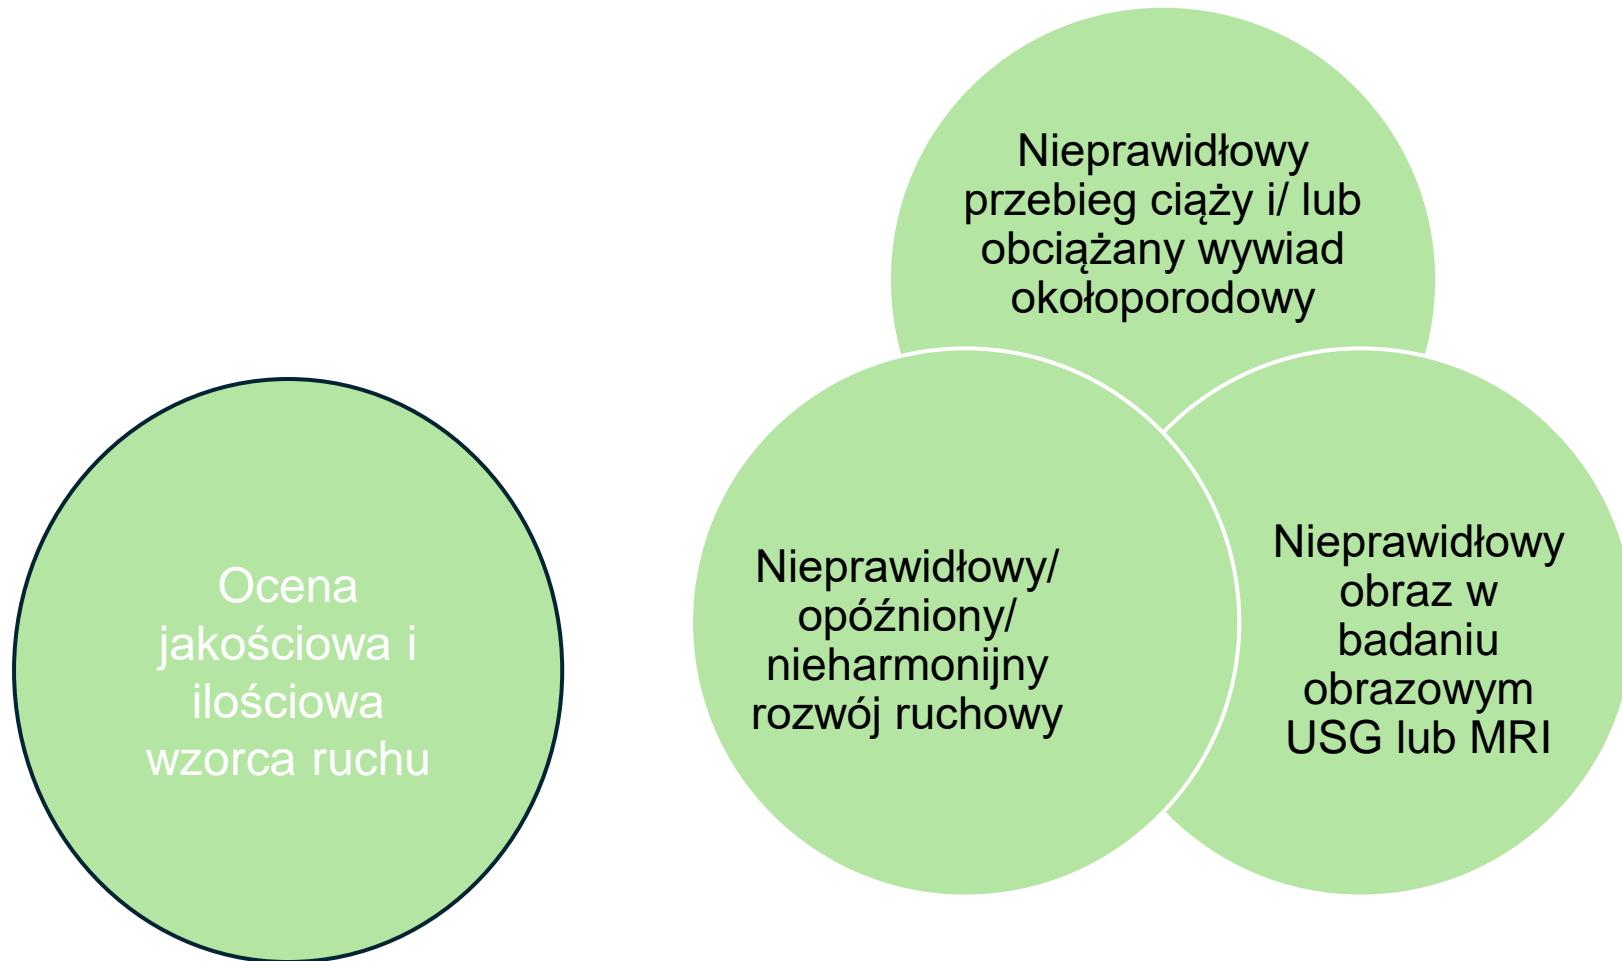 Nieprawidłowy
przebieg ciąży i/ lub
obciążany wywiad
okołoporodowy
Ocena
jakościowa i
ilościowa
wzorca ruchu
Nieprawidłowy/
opóźniony/
nieharmonijny
rozwój ruchowy
Nieprawidłowy
obraz w
badaniu
obrazowym
USG lub MRI